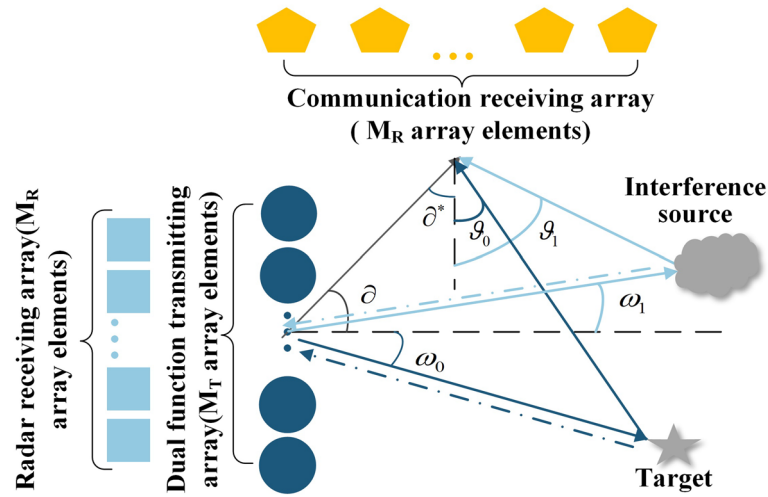 Communication receiving array
( M_R array elements)
Interference
source
∂*
ϑ_0
ϑ_1
∂
ω_1
ω_0
Radar receiving array(M_R
array elements)
Dual function transmitting
array(M_T array elements)
Target